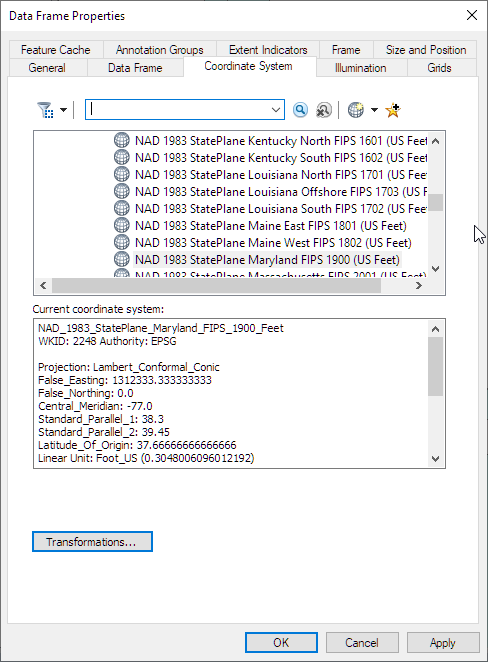 Data Frame Properties
Feature Cache Annotation Groups Extent Indicators Frame Size and Position
General Data Frame Coordinate System Illumination Grids
NAD 1983 StatePlane Kentucky North FIPS 1601 (US Feet
NAD 1983 StatePlane Kentucky South FIPS 1602 (US Feet
NAD 1983 StatePlane Louisiana North FIPS 1701 (US Feet
NAD 1983 StatePlane Louisiana Offshore FIPS 1703 (US F
NAD 1983 StatePlane Louisiana South FIPS 1702 (US Feet
NAD 1983 StatePlane Maine East FIPS 1801 (US Feet)
NAD 1983 StatePlane Maine West FIPS 1802 (US Feet)
NAD 1983 StatePlane Maryland FIPS 1900 (US Feet)
NAD 1983 StatePlane Massachusetts FIPS 2001 (US Feet
Current coordinate system:
NAD_1983_StatePlane_Maryland_FIPS_1900_Feet
WKID: 2248 Authority: EPSG
Projection: Lambert_Conformal_Conic
False_Easting: 1312333.333333333
False_Northing: 0.0
Central_Meridian: -77.0
Standard_Parallel_1: 38.3
Standard_Parallel_2: 39.45
Latitude_Of_Origin: 37.66666666666666
Linear Unit: Foot_US (0.3048006096012192)
Transformations...
OK Cancel Apply